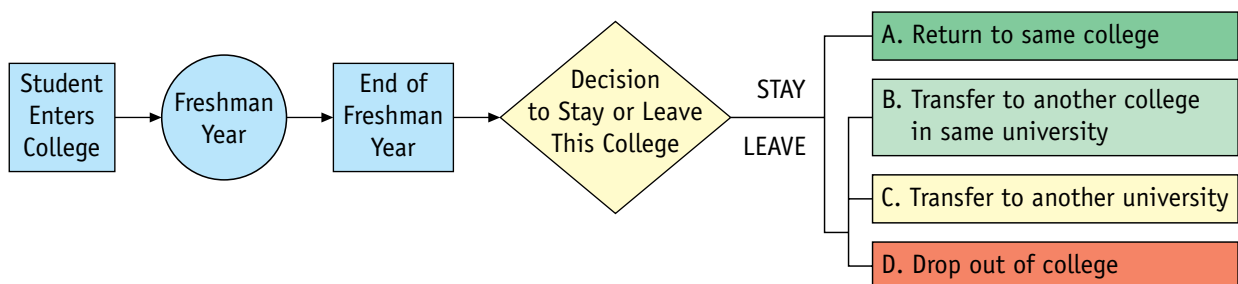 Student
Enters
College
Freshman
Year
End of
Freshman
Year
Decision
to Stay or Leave
This College
STAY
LEAVE
A. Return to same college
B. Transfer to another college
in same university
C. Transfer to another university
D. Drop out of college